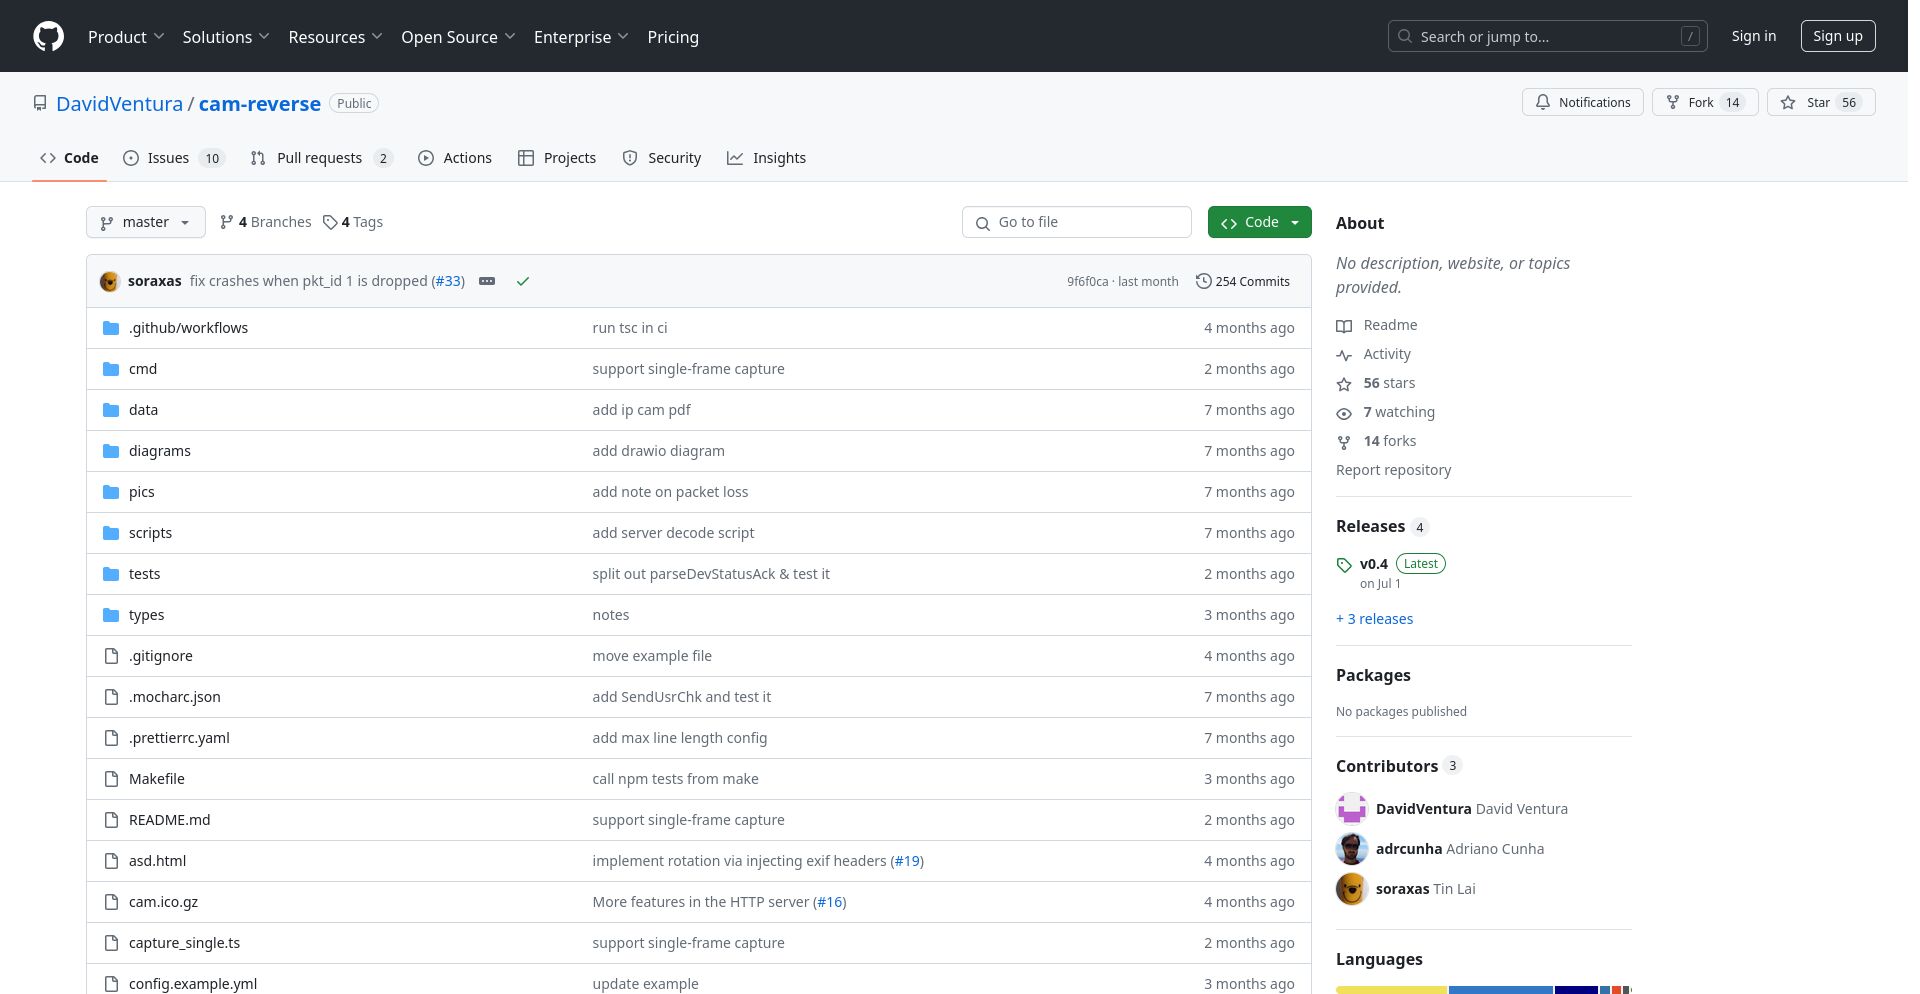 Product Solutions Resources Open Source Enterprise Pricing Search or jump to... / Sign in Sign up
DavidVentura / cam-reverse Public Notifications Fork 14 Star 56
Code Issues 10 Pull requests 2 Actions Projects Security Insights
master 4 Branches 4 Tags Go to file Code
soraxas fix crashes when pkt_id 1 is dropped (#33) 9f6f0ca · last month 254 Commits
.github/workflows run tsc in ci 4 months ago
cmd support single-frame capture 2 months ago
data add ip cam pdf 7 months ago
diagrams add drawio diagram 7 months ago
pics add note on packet loss 7 months ago
scripts add server decode script 7 months ago
tests split out parseDevStatusAck & test it 2 months ago
types notes 3 months ago
.gitignore move example file 4 months ago
.mocharc.json add SendUsrChk and test it 7 months ago
.prettierrc.yaml add max line length config 7 months ago
Makefile call npm tests from make 3 months ago
README.md support single-frame capture 2 months ago
asd.html implement rotation via injecting exif headers (#19) 4 months ago
cam.ico.gz More features in the HTTP server (#16) 4 months ago
capture_single.ts support single-frame capture 2 months ago
config.example.yml update example 3 months ago
About
No description, website, or topics
provided.
Readme
Activity
56 stars
7 watching
14 forks
Report repository
Releases 4
v0.4 Latest
on Jul 1
+ 3 releases
Packages
No packages published
Contributors 3
DavidVentura David Ventura
adrcunha Adriano Cunha
soraxas Tin Lai
Languages